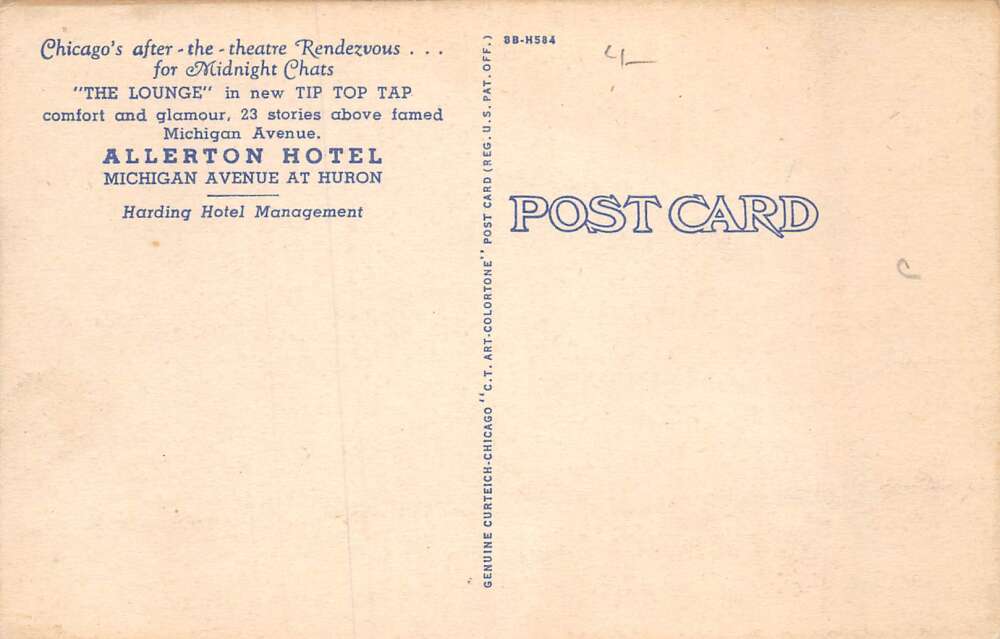 Chicago's after-the-theatre Rendezvous . . .
for Midnight Chats
"THE LOUNGE" in new TIP TOP TAP
comfort and glamour, 23 stories above famed
Michigan Avenue.
ALLERTON HOTEL
MICHIGAN AVENUE AT HURON
Harding Hotel Management
GENUINE CURTEICH-CHICAGO "C.T. ART-COLORTONE" POST CARD (REG. U.S. PAT. OFF.)
8B-H584
4
POST CARD
C